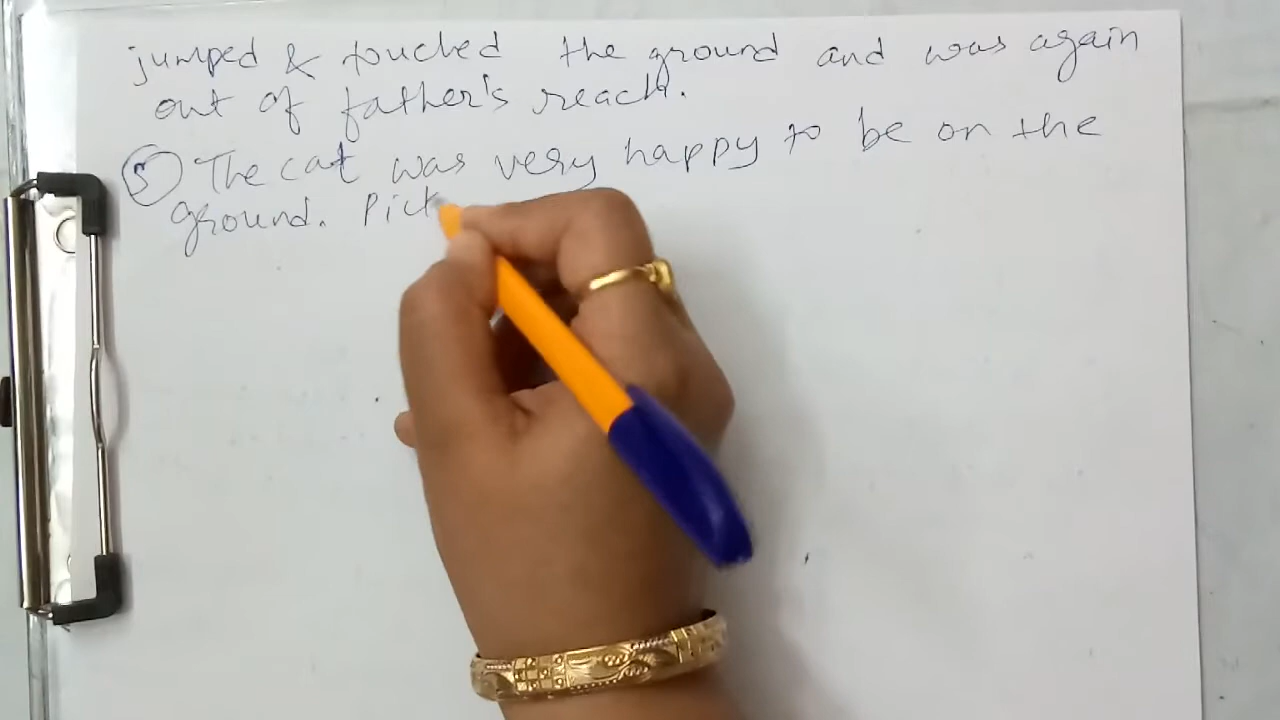 jumped & touched the ground and was again
out of father's reach.
5 The cat was very happy to be on the
ground. Pict